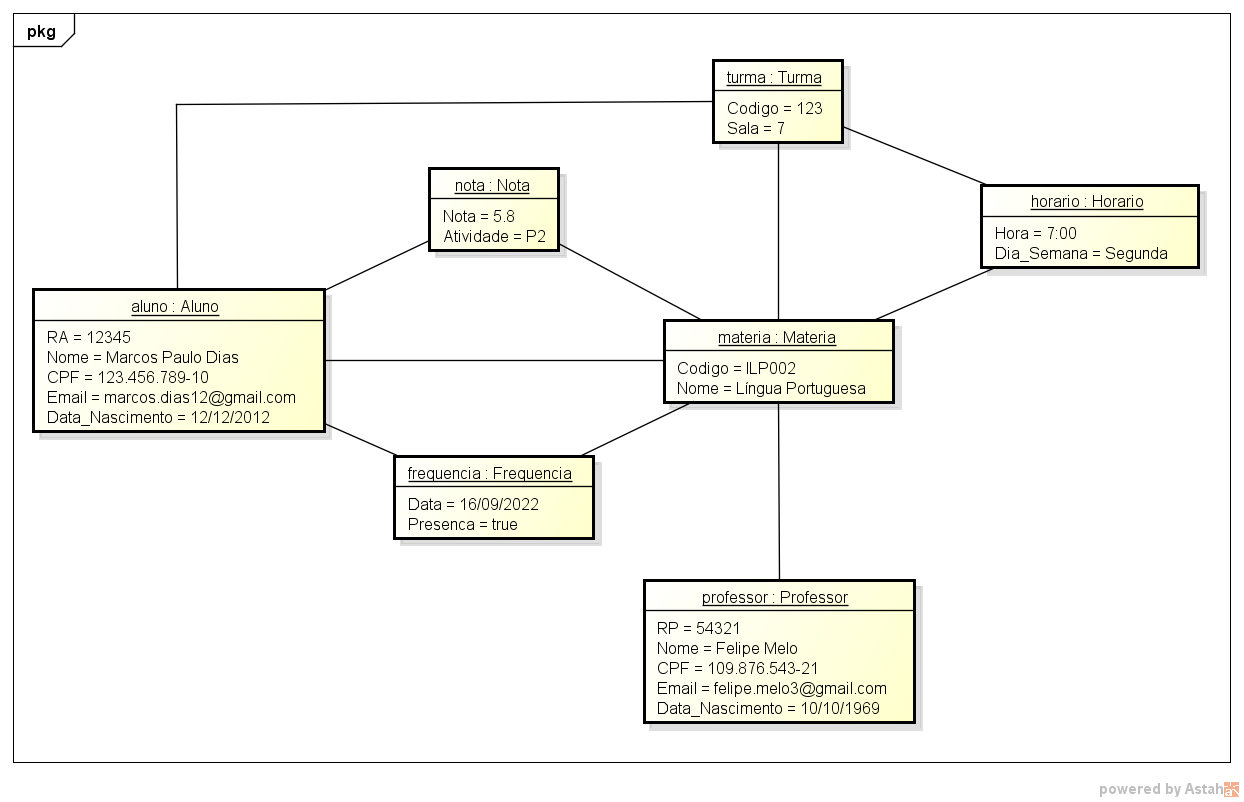 pkg
turma : Turma
Codigo = 123
Sala = 7
nota : Nota
Nota = 5.8
Atividade = P2
horario : Horario
Hora = 7:00
Dia_Semana = Segunda
aluno : Aluno
RA = 12345
Nome = Marcos Paulo Dias
CPF = 123.456.789-10
Email = marcos.dias12@gmail.com
Data_Nascimento = 12/12/2012
materia : Materia
Codigo = ILP002
Nome = Língua Portuguesa
frequencia : Frequencia
Data = 16/09/2022
Presenca = true
professor : Professor
RP = 54321
Nome = Felipe Melo
CPF = 109.876.543-21
Email = felipe.melo3@gmail.com
Data_Nascimento = 10/10/1969
powered by Astah